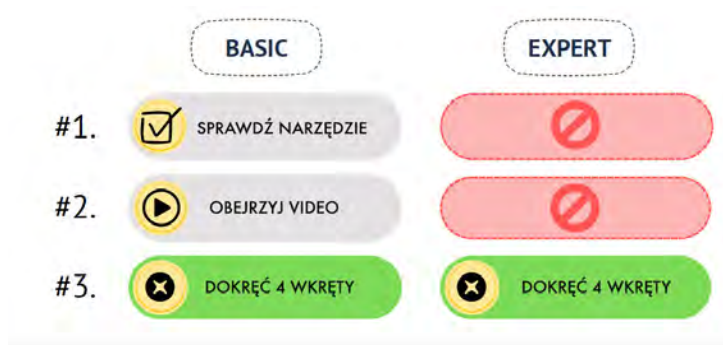 BASIC EXPERT
#1. SPRAWDŹ NARZĘDZIE
#2. OBEJRZYJ VIDEO
#3. DOKRĘĆ 4 WKRĘTY DOKRĘĆ 4 WKRĘTY